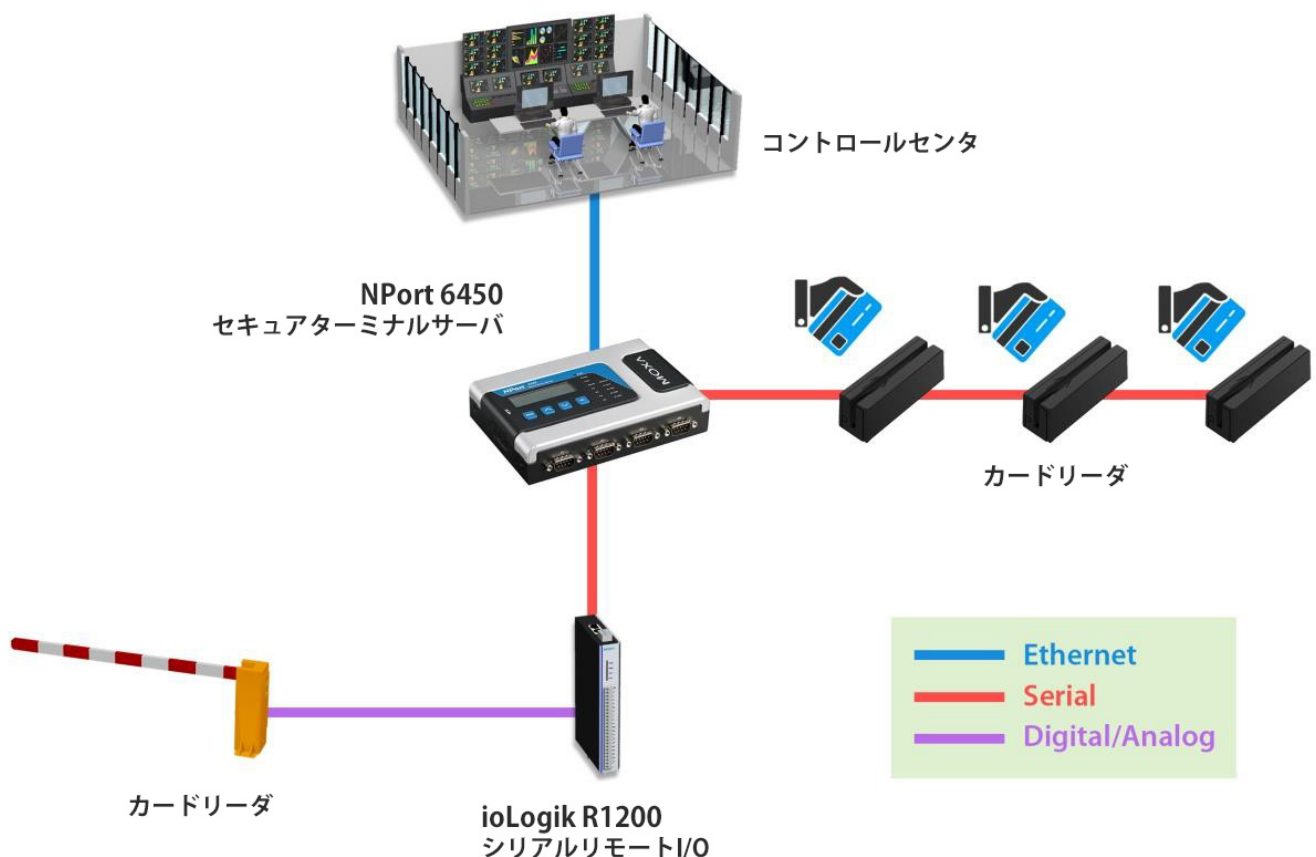 コントロールセンタ
NPort 6450
セキュアターミナルサーバ
MOXA
NPort
カードリーダ
Ethernet
Serial
Digital/Analog
カードリーダ
ioLogik R1200
シリアルリモートI/O